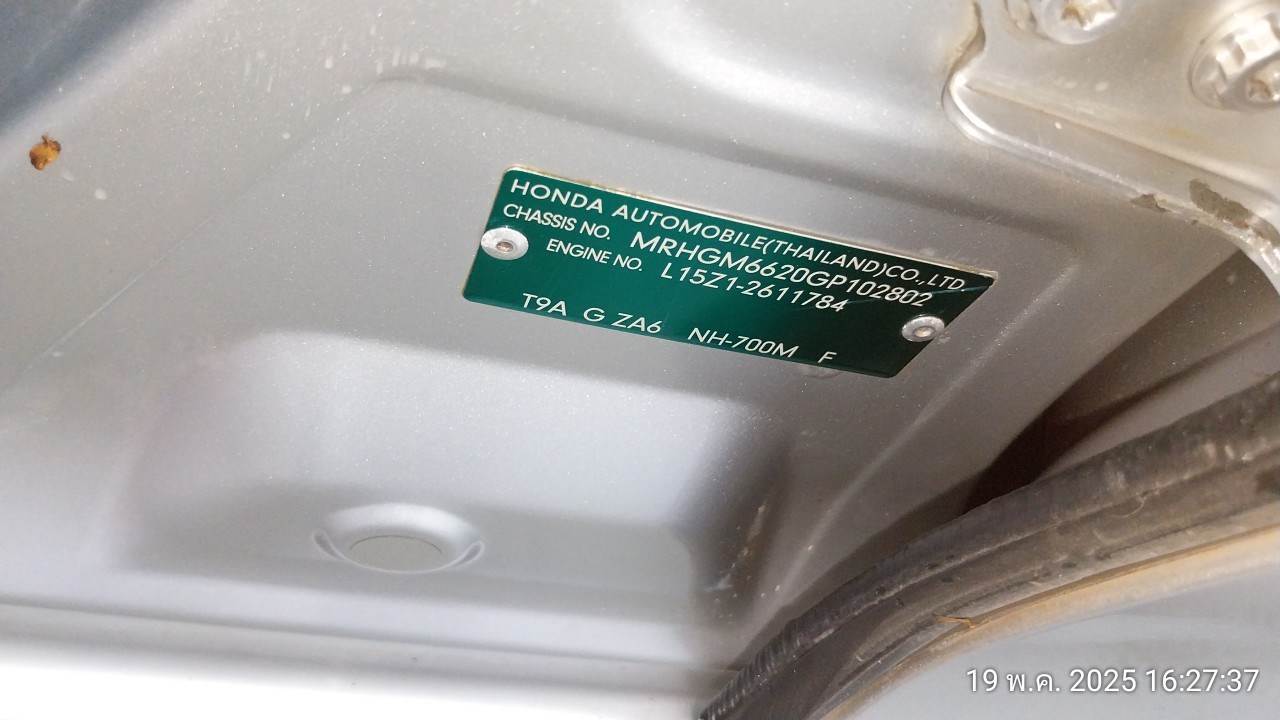 HONDA AUTOMOBILE(THAILAND)CO.,LTD.
CHASSIS NO. MRHGM6620GP102802
ENGINE NO. L15Z1-2611784
T9A G ZA6 NH-700M F
19 พ.ค. 2025 16:27:37